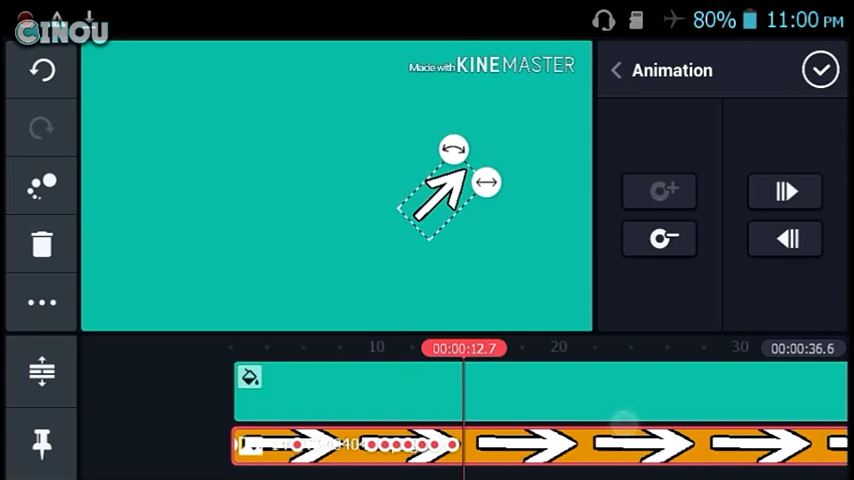 CINOU
80% 11:00 PM
Made with KINEMASTER
Animation
10
00:00:12.7
20
30
00:00:36.6